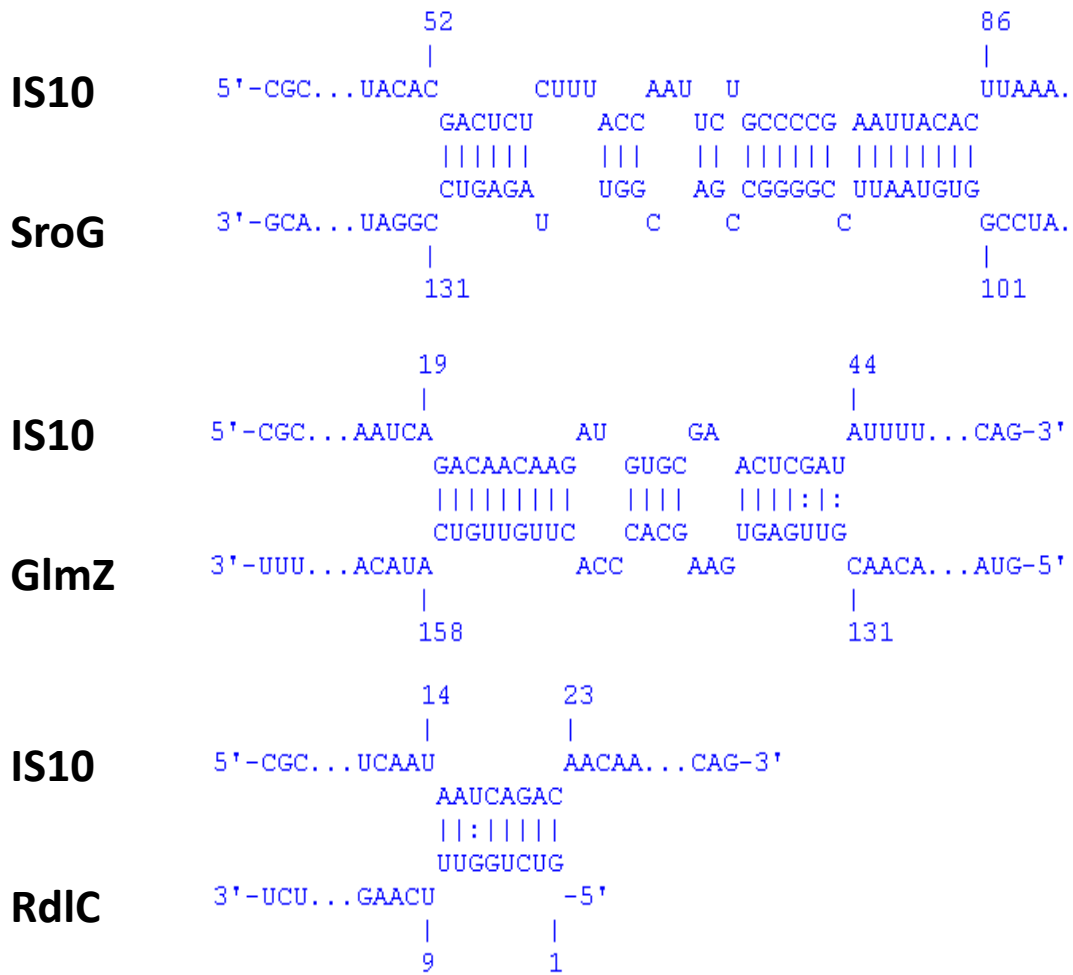 52 86
| |
IS10 5'-CGC...UACAC CUUU AAU U UUAAA.
GACUCU ACC UC GCCCCG AAUUACAC
|||||| ||| || |||||| ||||||||
CUGAGA UGG AG CGGGGC UUAAUGUG
SroG 3'-GCA...UAGGC U C C C GCCUA.
| |
131 101
19 44
| |
IS10 5'-CGC...AAUCA AU GA AUUUU...CAG-3'
GACAACAAG GUGC ACUCGAU
||||||||| |||| ||||:|:
CUGUUGUUC CACG UGAGUUG
GlmZ 3'-UUU...ACAUA ACC AAG CAACA...AUG-5'
| |
158 131
14 23
| |
IS10 5'-CGC...UCAAU AACAA...CAG-3'
AAUCAGAC
||:|||||
UUGGUCUG
RdlC 3'-UCU...GAACU -5'
| |
9 1